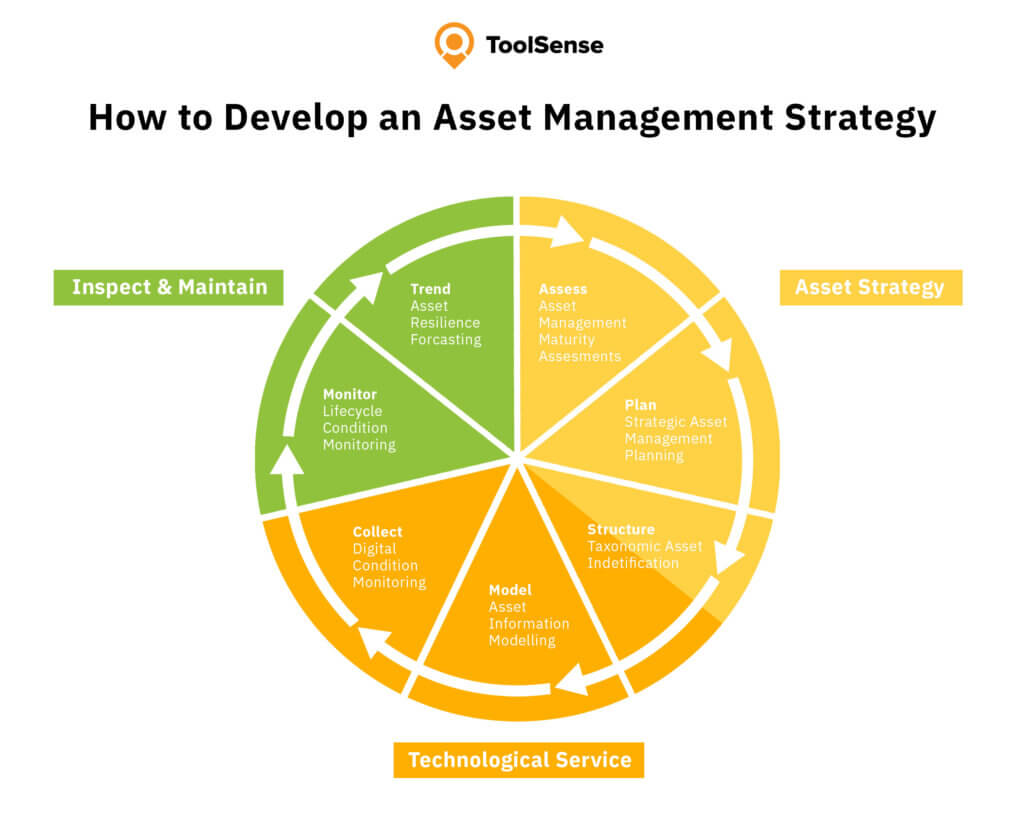 ToolSense
How to Develop an Asset Management Strategy
Inspect & Maintain
Asset Strategy
Trend
Asset
Resilience
Forcasting
Assess
Asset
Management
Maturity
Assesments
Monitor
Lifecycle
Condition
Monitoring
Plan
Strategic Asset
Management
Planning
Collect
Digital
Condition
Monitoring
Structure
Taxonomic Asset
Indetification
Model
Asset
Information
Modelling
Technological Service